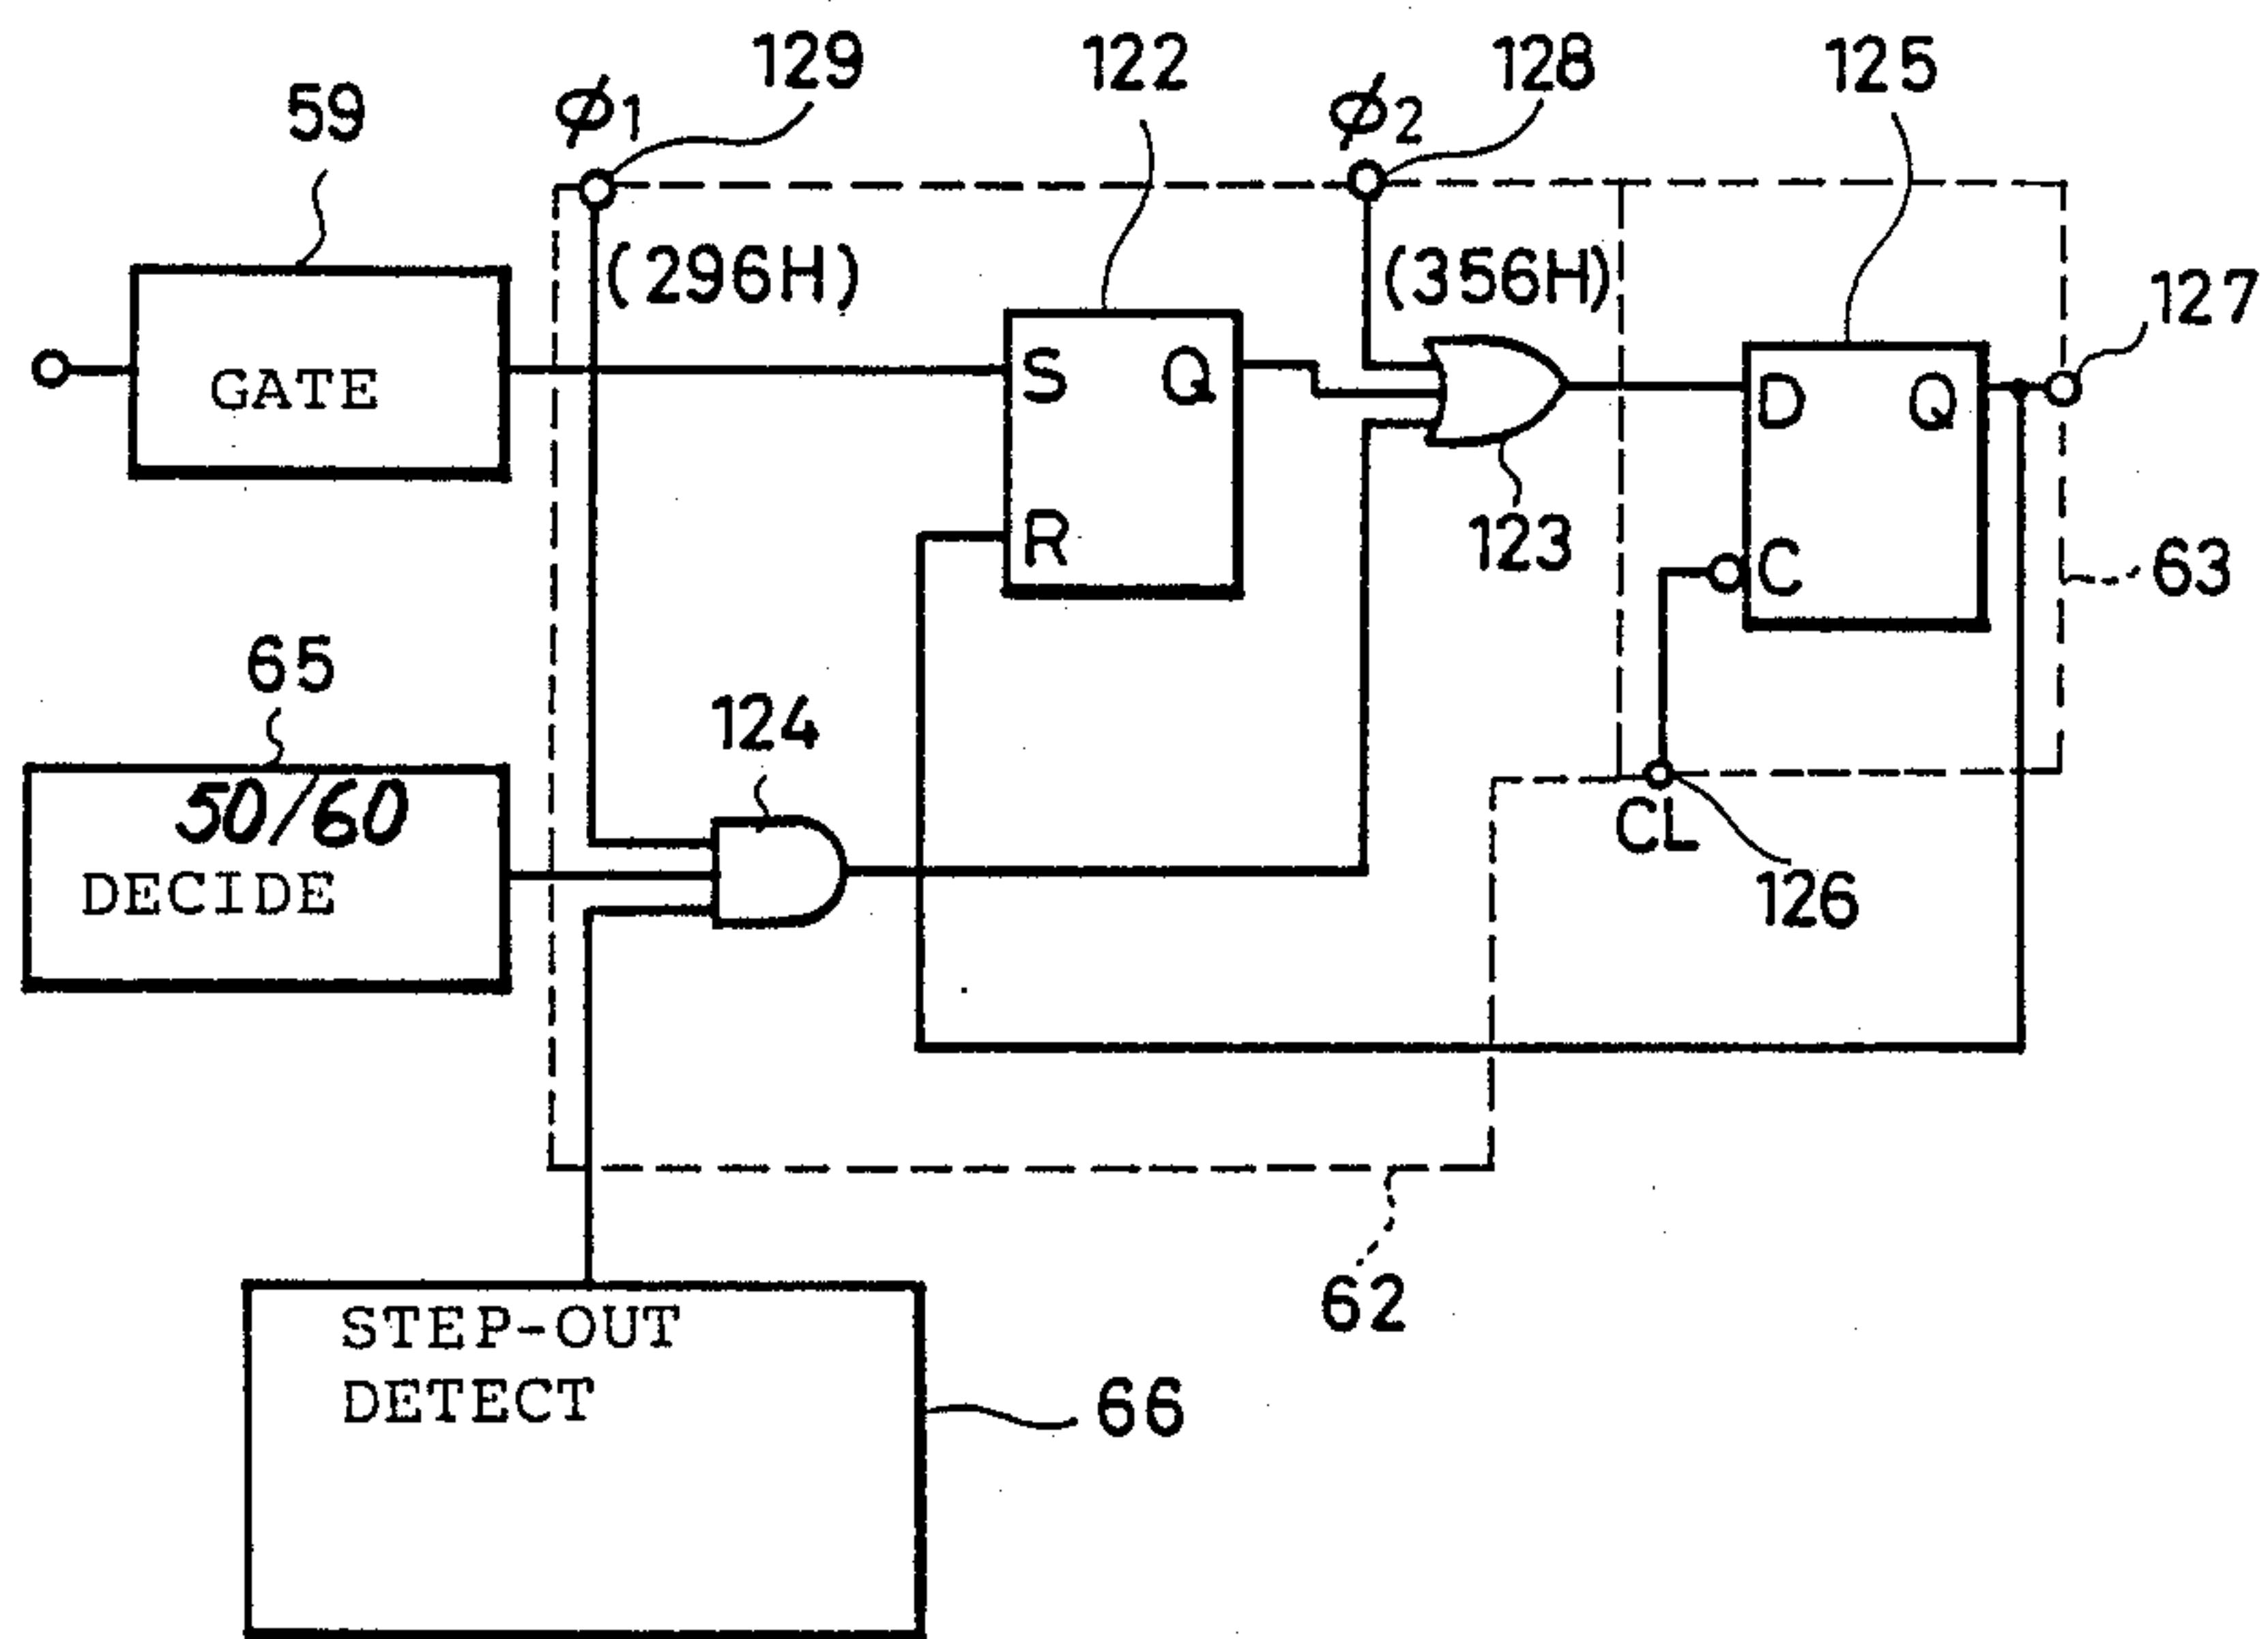 129
122
128
125
59
ϕ1
ϕ2
(296H)
(356H)
127
GATE
S Q
D Q
R
123
C
63
65
124
50/60
DECIDE
CL
126
62
STEP-OUT
DETECT
66